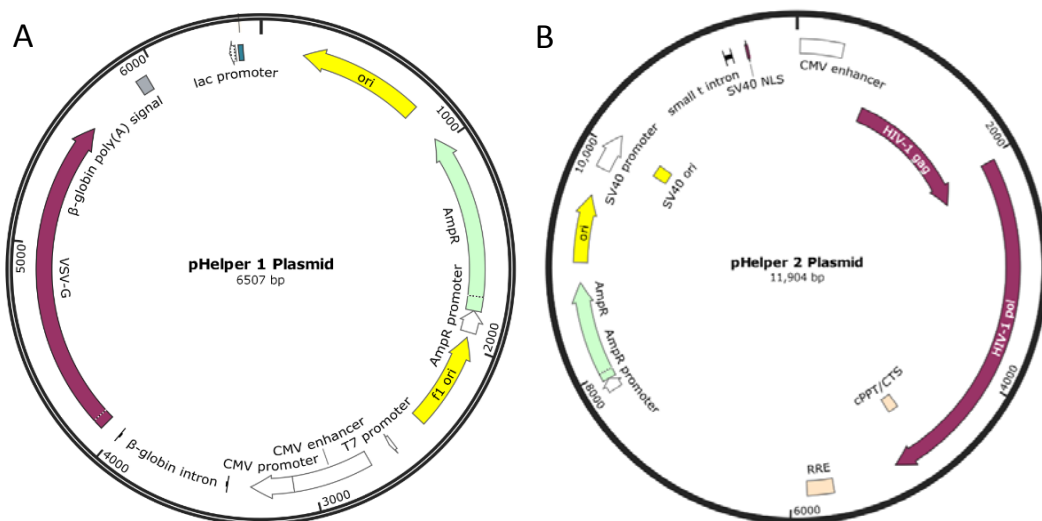 A
lac promoter
ori
1000
AmpR
AmpR promoter
2000
f1 ori
T7 promoter
CMV enhancer
CMV promoter
3000
β-globin intron
4000
VSV-G
5000
β-globin poly(A) signal
6000
pHelper 1 Plasmid
6507 bp
B
CMV enhancer
HIV-1 gag
2000
HIV-1 pol
4000
cPPT/CTS
RRE
6000
AmpR promoter
8000
AmpR
ori
10,000
SV40 promoter
SV40 ori
small t intron
SV40 NLS
pHelper 2 Plasmid
11,904 bp